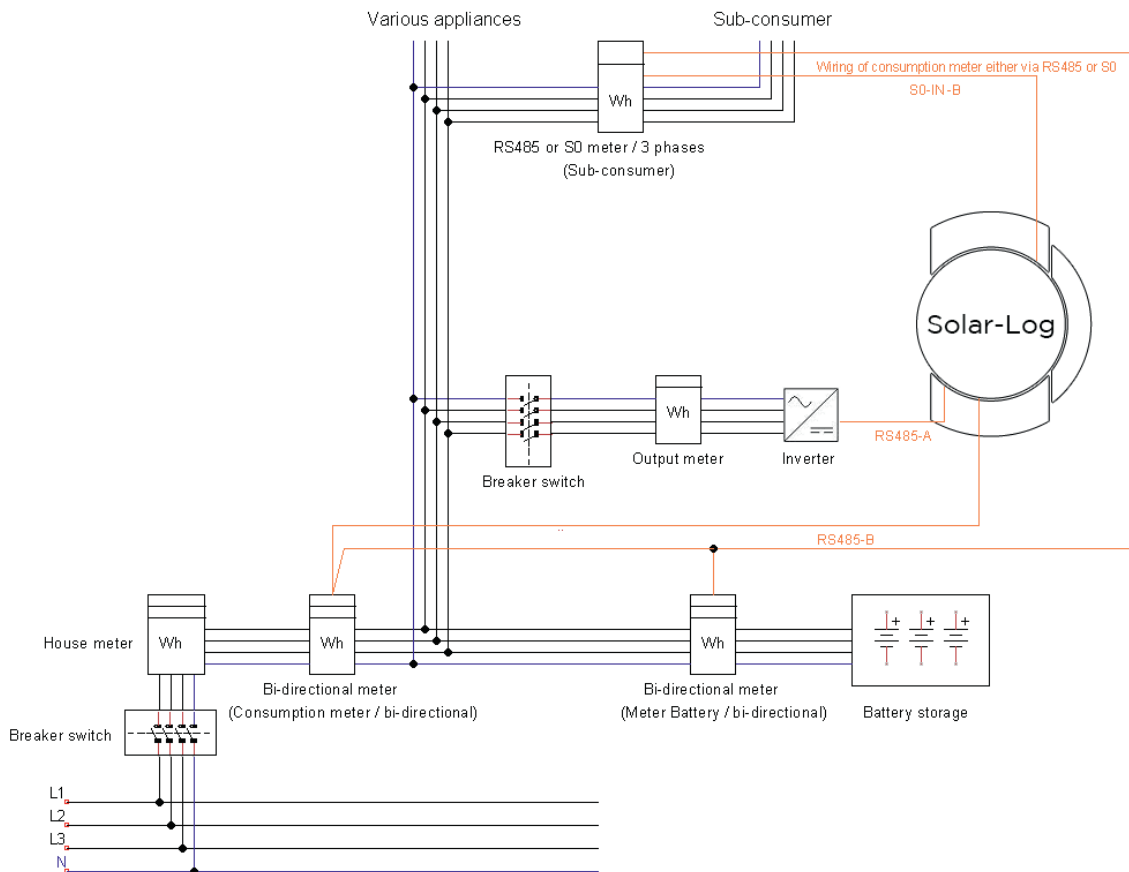 Various appliances
Sub-consumer
Wiring of consumption meter either via RS485 or S0
S0-IN-B
Wh
RS485 or S0 meter / 3 phases
(Sub-consumer)
Solar-Log
Wh
RS485-A
Breaker switch
Output meter
Inverter
RS485-B
House meter
Wh
Wh
Wh
Bi-directional meter
(Consumption meter / bi-directional)
Bi-directional meter
(Meter Battery / bi-directional)
Battery storage
+
+
+
Breaker switch
L1
L2
L3
N